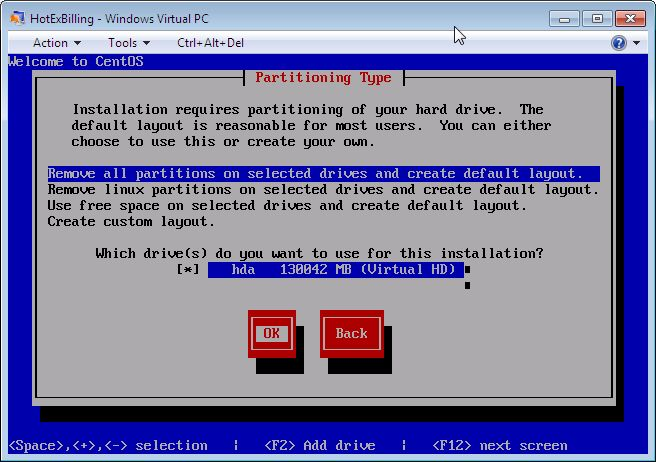 HotExBilling - Windows Virtual PC
Action Tools Ctrl+Alt+Del
Welcome to CentOS
Partitioning Type
Installation requires partitioning of your hard drive. The
default layout is reasonable for most users. You can either
choose to use this or create your own.
Remove all partitions on selected drives and create default layout.
Remove linux partitions on selected drives and create default layout.
Use free space on selected drives and create default layout.
Create custom layout.
Which drive(s) do you want to use for this installation?
[*] hda 130042 MB (Virtual HD)
OK Back
<Space>,<+>,<-> selection | <F2> Add drive | <F12> next screen